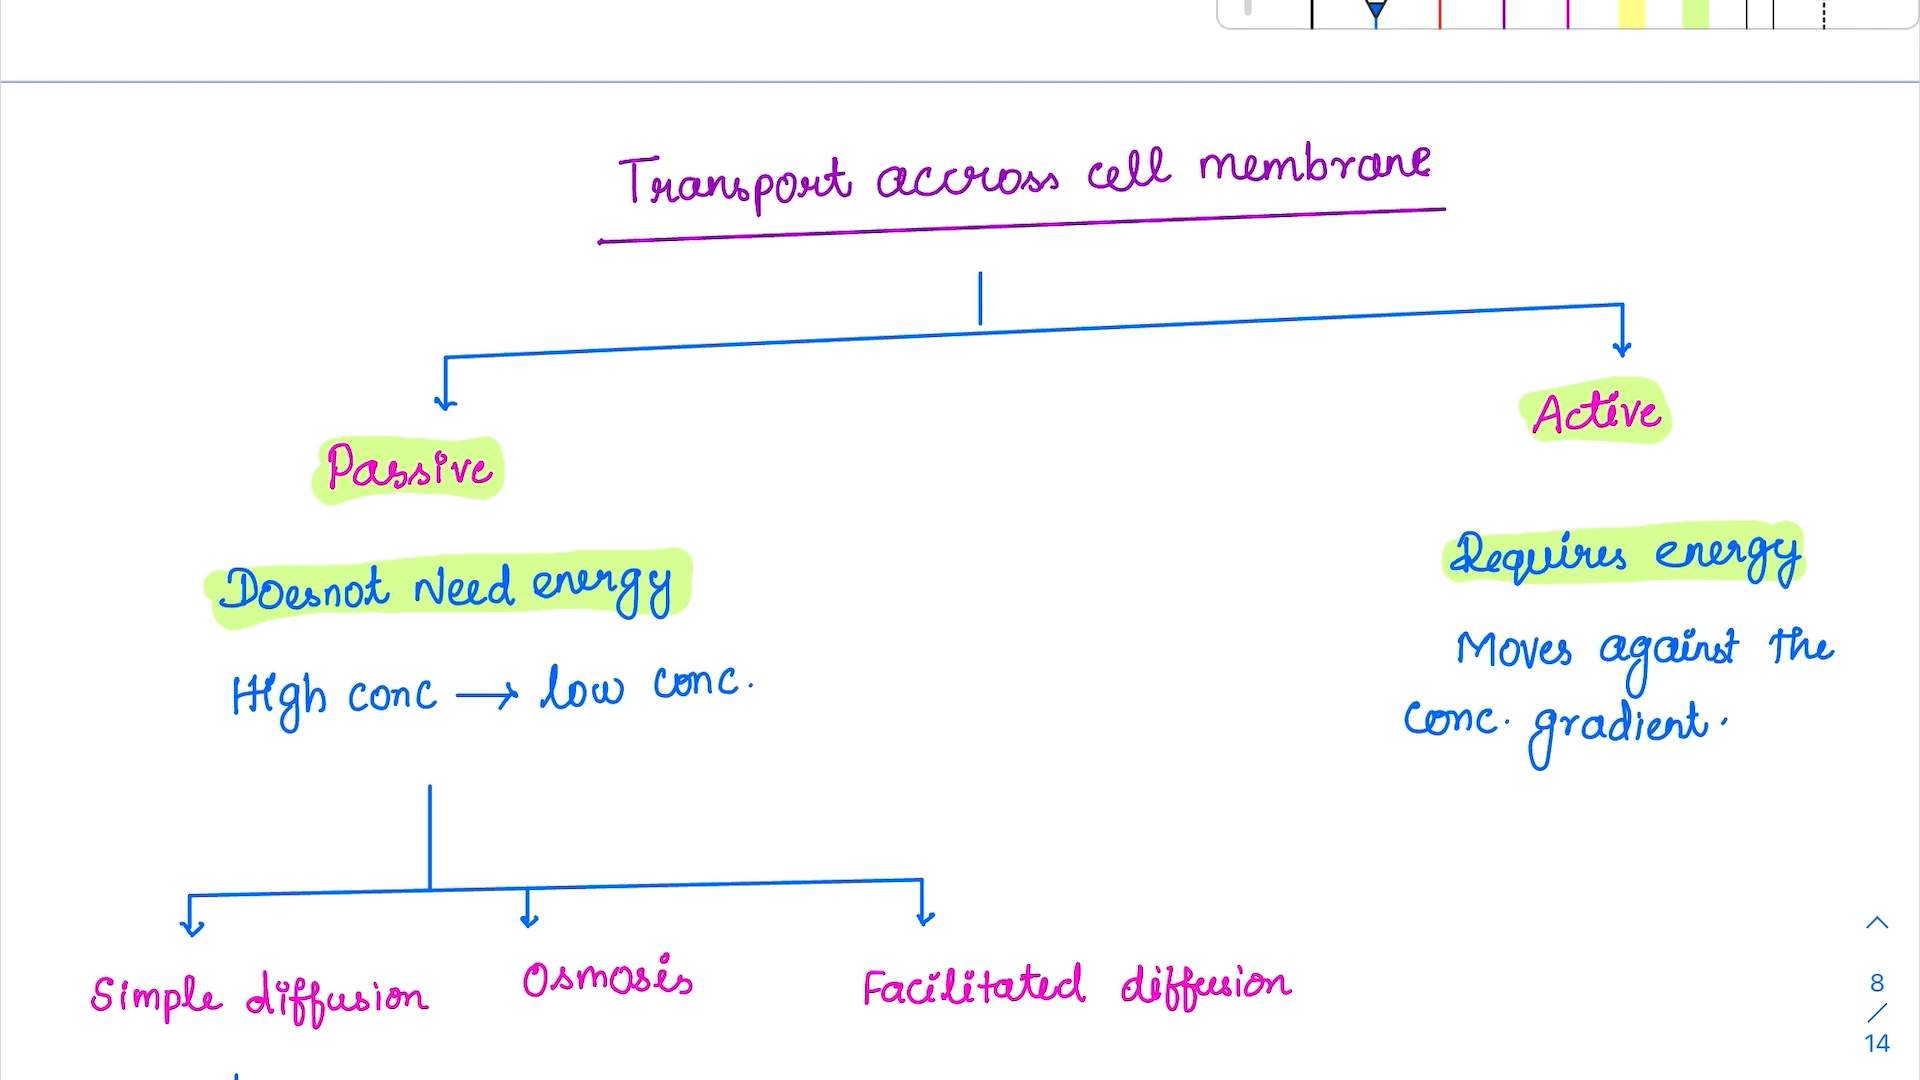 Transport accross cell membrane
Passive
Active
Doesnot Need energy
High conc → low conc.
Requires energy
Moves against the
conc. gradient.
Simple diffusion
Osmosis
Facilitated diffusion
8
/
14